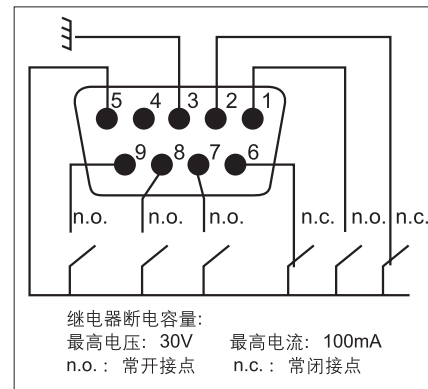 5 4 3 2 1
9 8 7 6
n.o. n.o. n.o. n.c. n.o. n.c.
继电器断电容量:
最高电压: 30V 最高电流: 100mA
n.o. : 常开接点 n.c. : 常闭接点